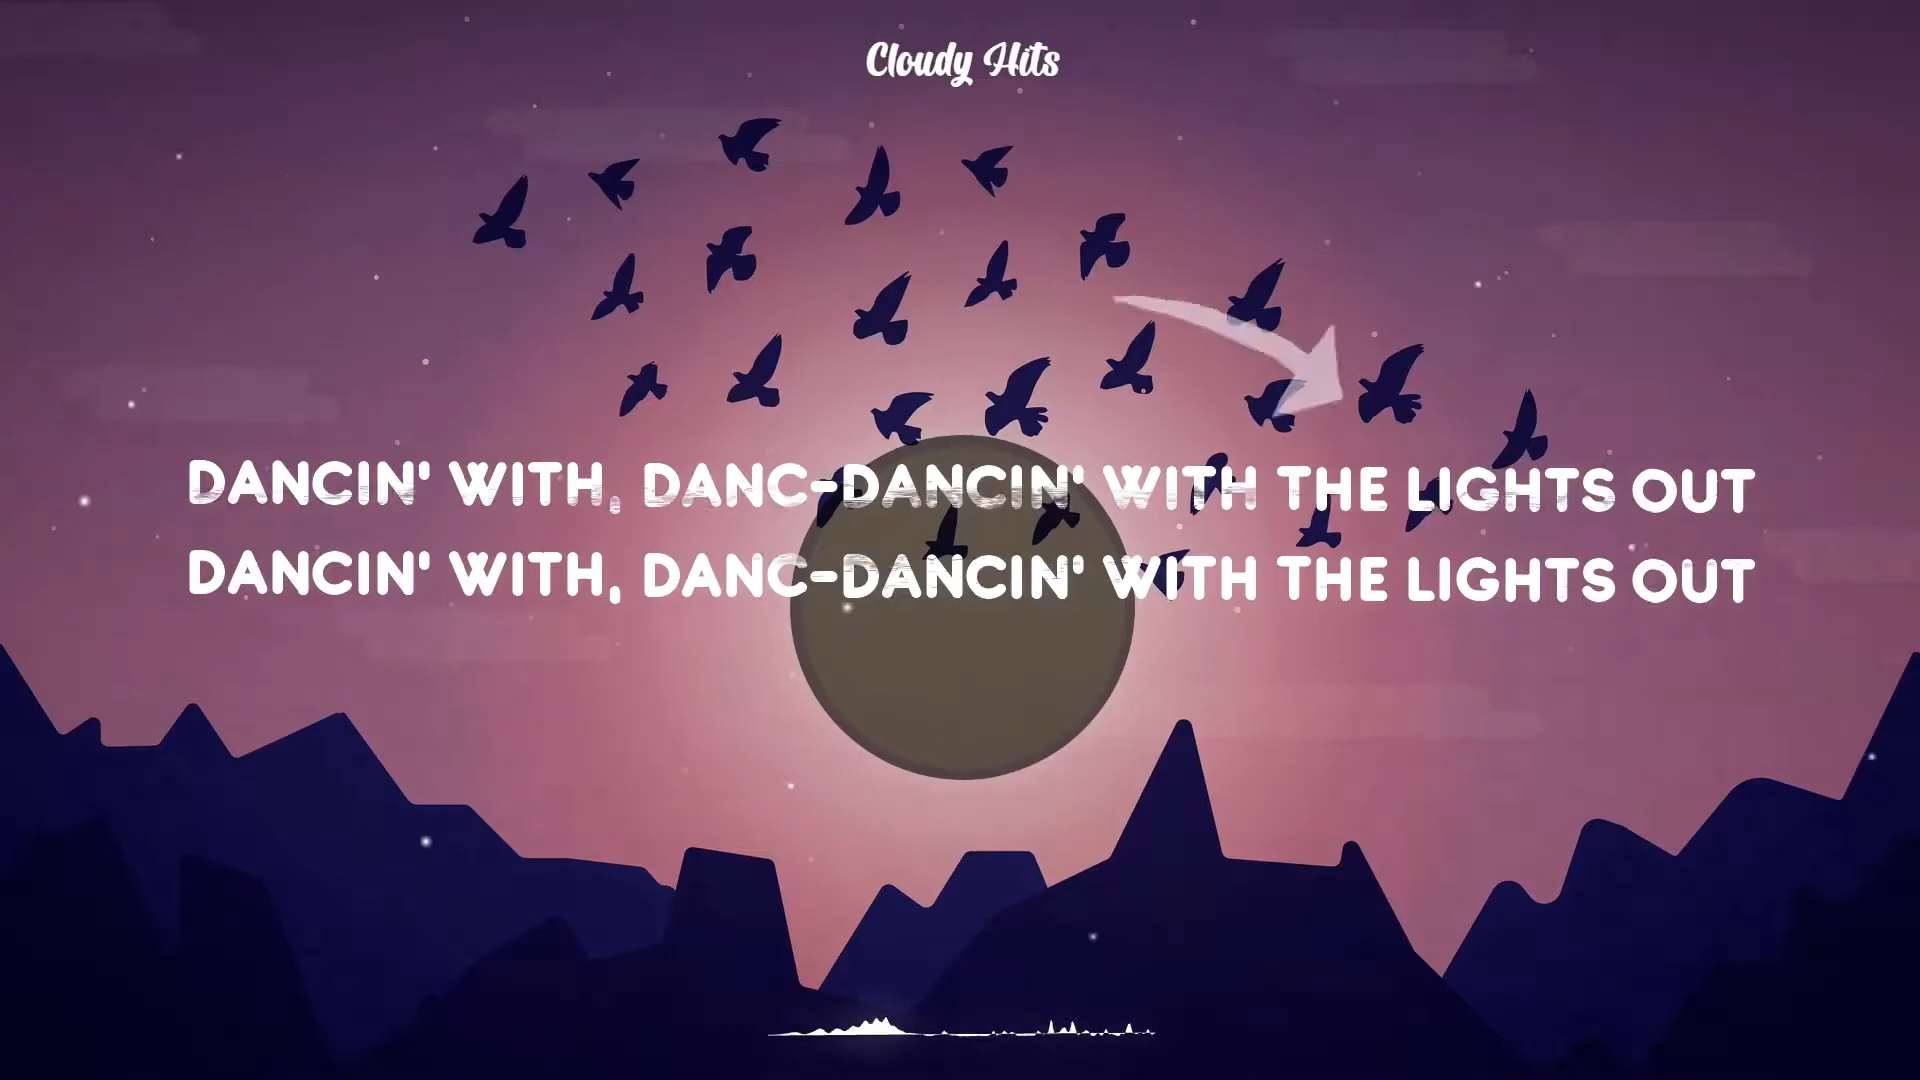 Cloudy Hits
DANCIN' WITH, DANC-DANCIN' WITH THE LIGHTS OUT
DANCIN' WITH, DANC-DANCIN' WITH THE LIGHTS OUT